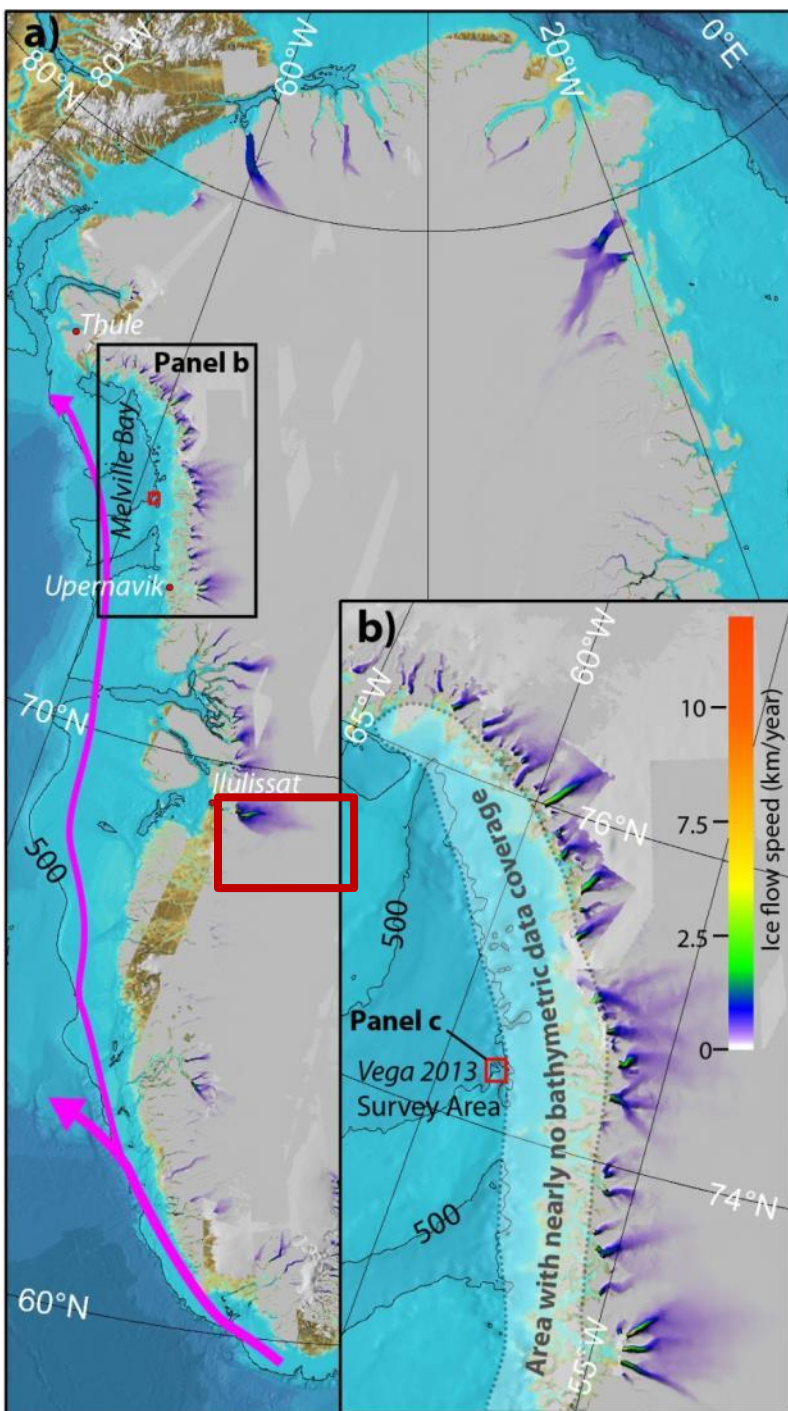 a)
80°N
80°W
60°W
20°W
0°E
Thule
Panel b
Melville Bay
Upernavik
70°N
Ilulissat
500
60°N
b)
65°W
60°W
10
7.5
2.5
0
Ice flow speed (km/year)
76°N
500
Area with nearly no bathymetric data coverage
Panel c
Vega 2013
Survey Area
74°N
500
55°W